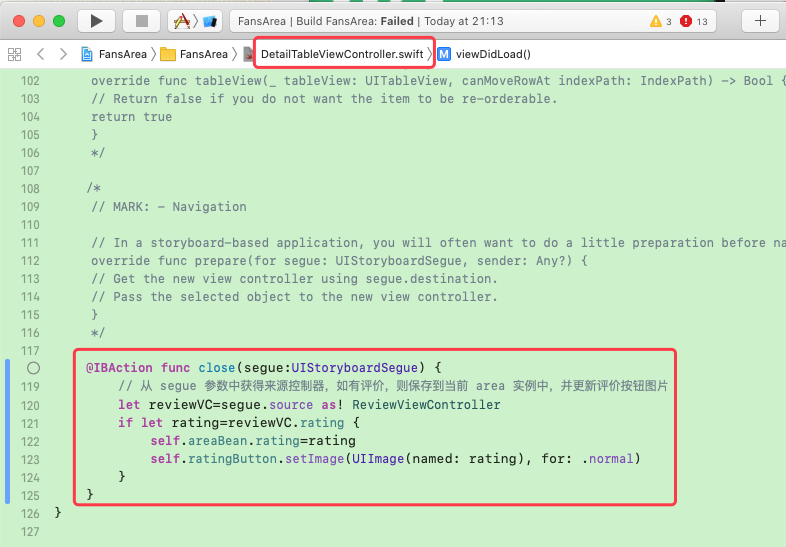 FansArea | Build FansArea: Failed | Today at 21:13
3
13
FansArea
FansArea
DetailTableViewController.swift
M
viewDidLoad()
102 override func tableView(_ tableView: UITableView, canMoveRowAt indexPath: IndexPath) -> Bool {
103 // Return false if you do not want the item to be re-orderable.
104 return true
105 }
106 */
107
108 /*
109 // MARK: - Navigation
110
111 // In a storyboard-based application, you will often want to do a little preparation before na
112 override func prepare(for segue: UIStoryboardSegue, sender: Any?) {
113 // Get the new view controller using segue.destination.
114 // Pass the selected object to the new view controller.
115 }
116 */
117
@IBAction func close(segue:UIStoryboardSegue) {
119 // 从 segue 参数中获得来源控制器，如有评价，则保存到当前 area 实例中，并更新评价按钮图片
120 let reviewVC=segue.source as! ReviewViewController
121 if let rating=reviewVC.rating {
122 self.areaBean.rating=rating
123 self.ratingButton.setImage(UIImage(named: rating), for: .normal)
124 }
125 }
126 }
127